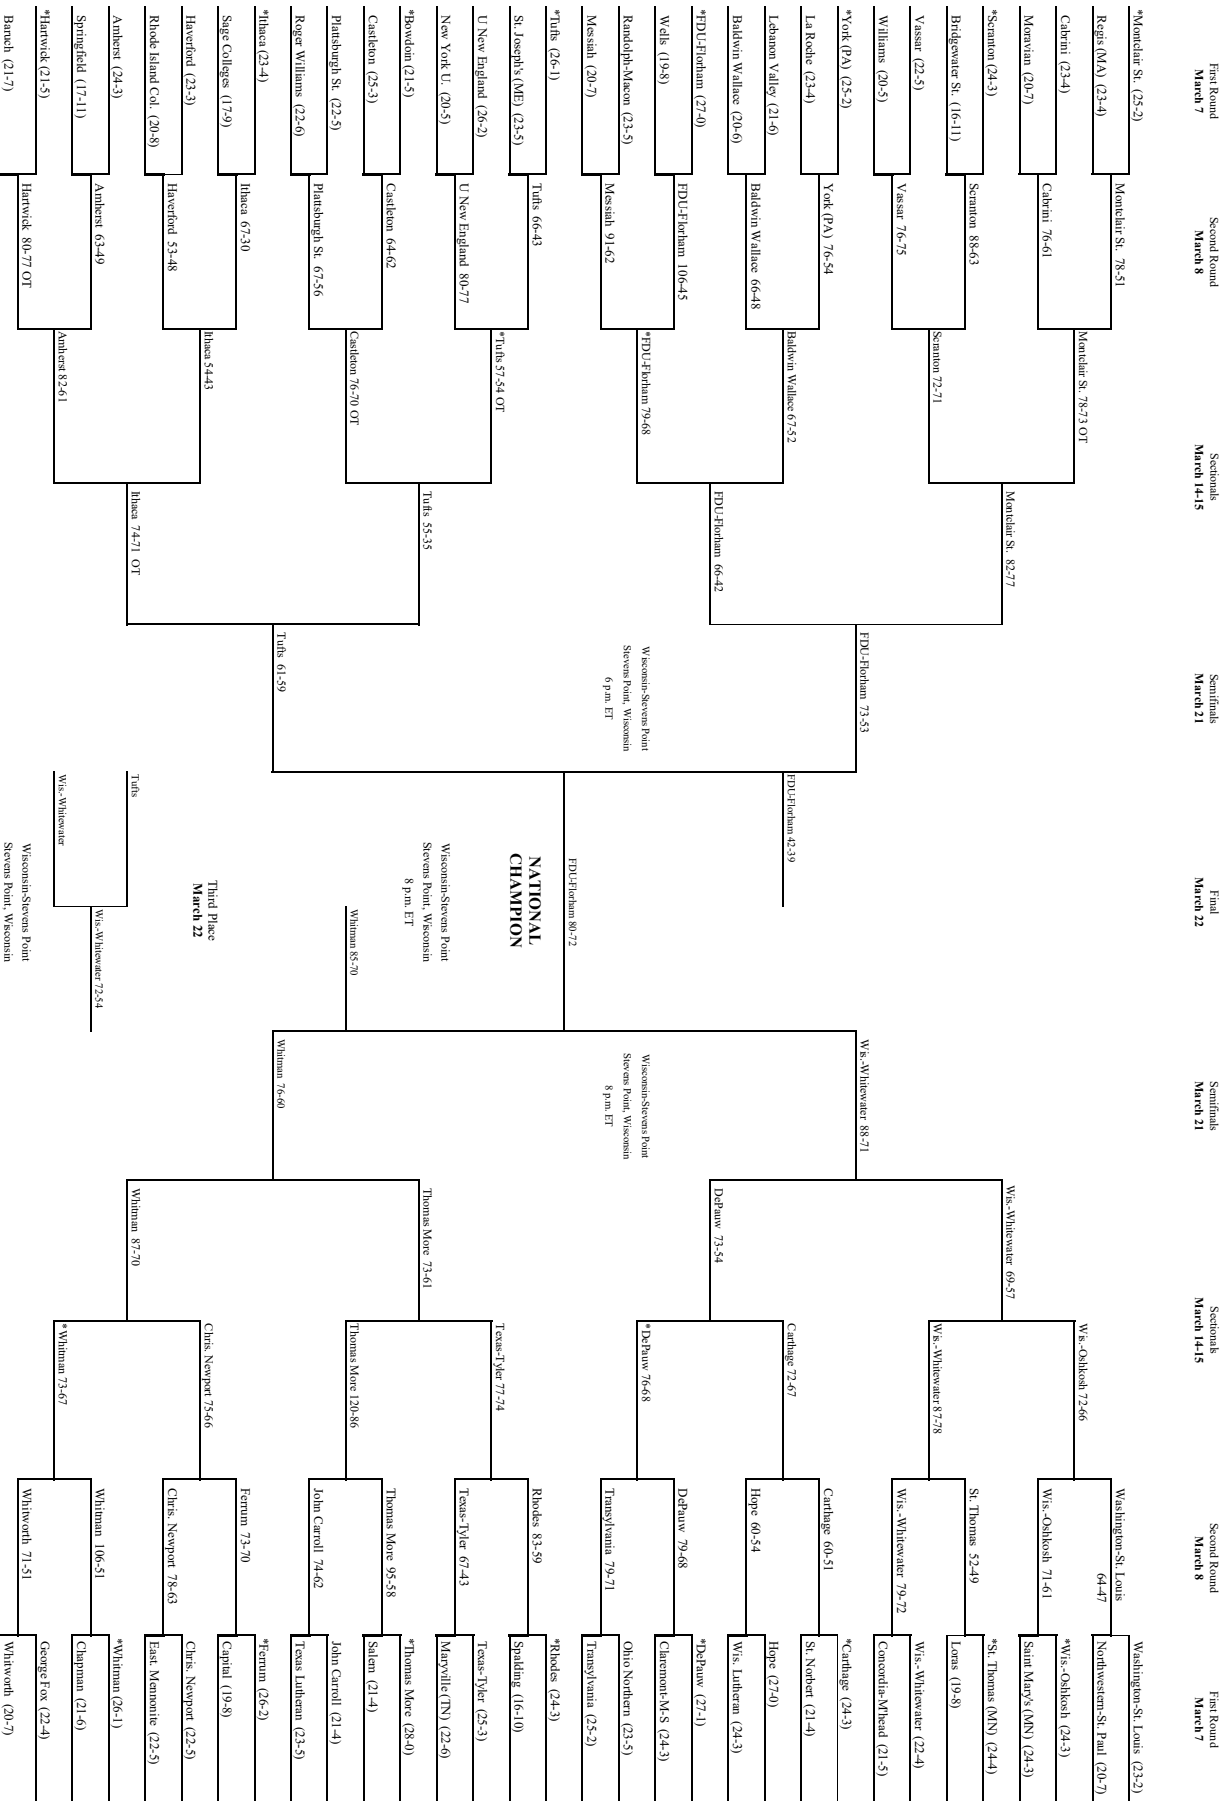 First Round
March 7
Second Round
March 8
Sectionals
March 14-15
Semifinals
March 21
Final
March 22
Semifinals
March 21
Sectionals
March 14-15
Second Round
March 8
First Round
March 7
*Montclair St. (25-2)
Regis (MA) (23-4)
Cabrini (23-4)
Moravian (20-7)
*Scranton (24-3)
Bridgewater St. (16-11)
Vassar (22-5)
Williams (20-5)
*York (PA) (25-2)
La Roche (23-4)
Lebanon Valley (21-6)
Baldwin Wallace (20-6)
*FDU-Florham (27-0)
Wells (19-8)
Randolph-Macon (23-5)
Messiah (20-7)
*Tufts (26-1)
St. Joseph's (ME) (23-5)
U New England (26-2)
New York U. (20-5)
*Bowdoin (21-5)
Castleton (25-3)
Plattsburgh St. (22-5)
Roger Williams (22-6)
*Ithaca (23-4)
Sage Colleges (17-9)
Haverford (23-3)
Rhode Island Col. (20-8)
Amherst (24-3)
Springfield (17-11)
*Hartwick (21-5)
Baruch (21-7)
Montclair St. 78-51
Cabrini 76-61
Scranton 88-63
Vassar 76-75
York (PA) 76-54
Baldwin Wallace 66-48
FDU-Florham 106-45
Messiah 91-62
Tufts 66-43
U New England 80-77
Castleton 64-62
Plattsburgh St. 67-56
Ithaca 67-30
Haverford 53-48
Amherst 63-49
Hartwick 80-77 OT
Montclair St. 78-73 OT
Scranton 72-71
Baldwin Wallace 67-52
*FDU-Florham 79-68
*Tufts 57-54 OT
Castleton 76-70 OT
Ithaca 54-43
Amherst 82-61
Montclair St. 82-77
FDU-Florham 66-42
Tufts 55-35
Ithaca 74-71 OT
FDU-Florham 73-53
Wisconsin-Stevens Point
Stevens Point, Wisconsin
6 p.m. ET
Tufts 61-59
FDU-Florham 42-39
FDU-Florham 80-72
NATIONAL
CHAMPION
Wisconsin-Stevens Point
Stevens Point, Wisconsin
8 p.m. ET
Whitman 85-70
Third Place
March 22
Tufts
Wis.-Whitewater
Wis.-Whitewater 72-54
Wisconsin-Stevens Point
Stevens Point, Wisconsin
Wis.-Whitewater 88-71
Wisconsin-Stevens Point
Stevens Point, Wisconsin
8 p.m. ET
Whitman 76-60
Wis.-Whitewater 69-57
DePauw 73-54
Thomas More 73-61
Whitman 87-70
Wis.-Oshkosh 72-66
Wis.-Whitewater 87-78
Carthage 72-67
*DePauw 76-68
Texas-Tyler 77-74
Thomas More 120-86
Chris. Newport 75-66
*Whitman 73-67
Washington-St. Louis
64-47
Wis.-Oshkosh 71-61
St. Thomas 52-49
Wis.-Whitewater 79-72
Carthage 60-51
Hope 60-54
DePauw 79-68
Transylvania 79-71
Rhodes 83-59
Texas-Tyler 67-43
Thomas More 95-58
John Carroll 74-62
Ferrum 73-70
Chris. Newport 78-63
Whitman 106-51
Whitworth 71-51
Washington-St. Louis (23-2)
Northwestern-St. Paul (20-7)
*Wis.-Oshkosh (24-3)
Saint Mary's (MN) (24-3)
*St. Thomas (MN) (24-4)
Loras (19-8)
Wis.-Whitewater (22-4)
Concordia-M'head (21-5)
*Carthage (24-3)
St. Norbert (21-4)
Hope (27-0)
Wis. Lutheran (24-3)
*DePauw (27-1)
Claremont-M-S (24-3)
Ohio Northern (23-5)
Transylvania (25-2)
*Rhodes (24-3)
Spalding (16-10)
Texas-Tyler (25-3)
Maryville (TN) (22-6)
*Thomas More (28-0)
Salem (21-4)
John Carroll (21-4)
Texas Lutheran (23-5)
*Ferrum (26-2)
Capital (19-8)
Chris. Newport (22-5)
East. Mennonite (22-5)
*Whitman (26-1)
Chapman (21-6)
George Fox (22-4)
Whitworth (20-7)